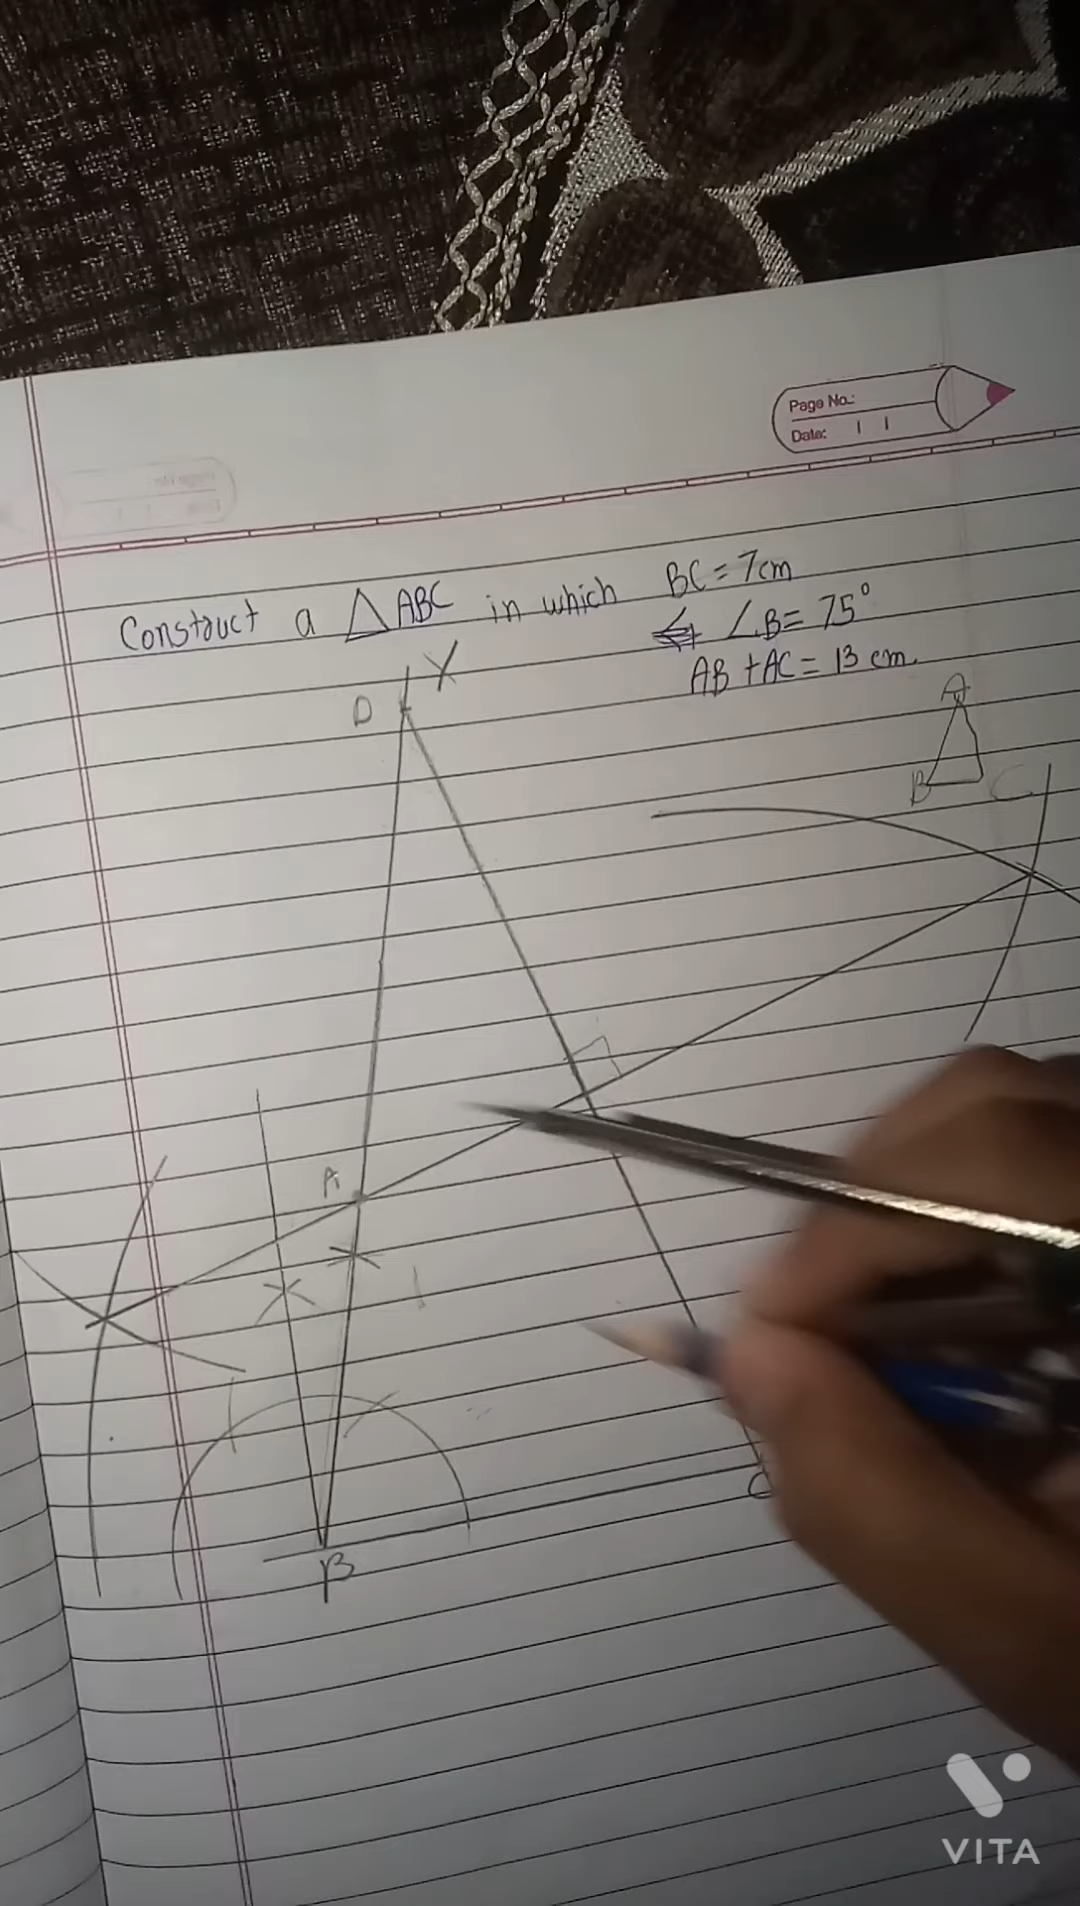 Page No.:
Date:
Construct a △ABC in which BC = 7cm
∠B = 75°
AB + AC = 13 cm.
D Y
A
B C
A
B
C
VITA